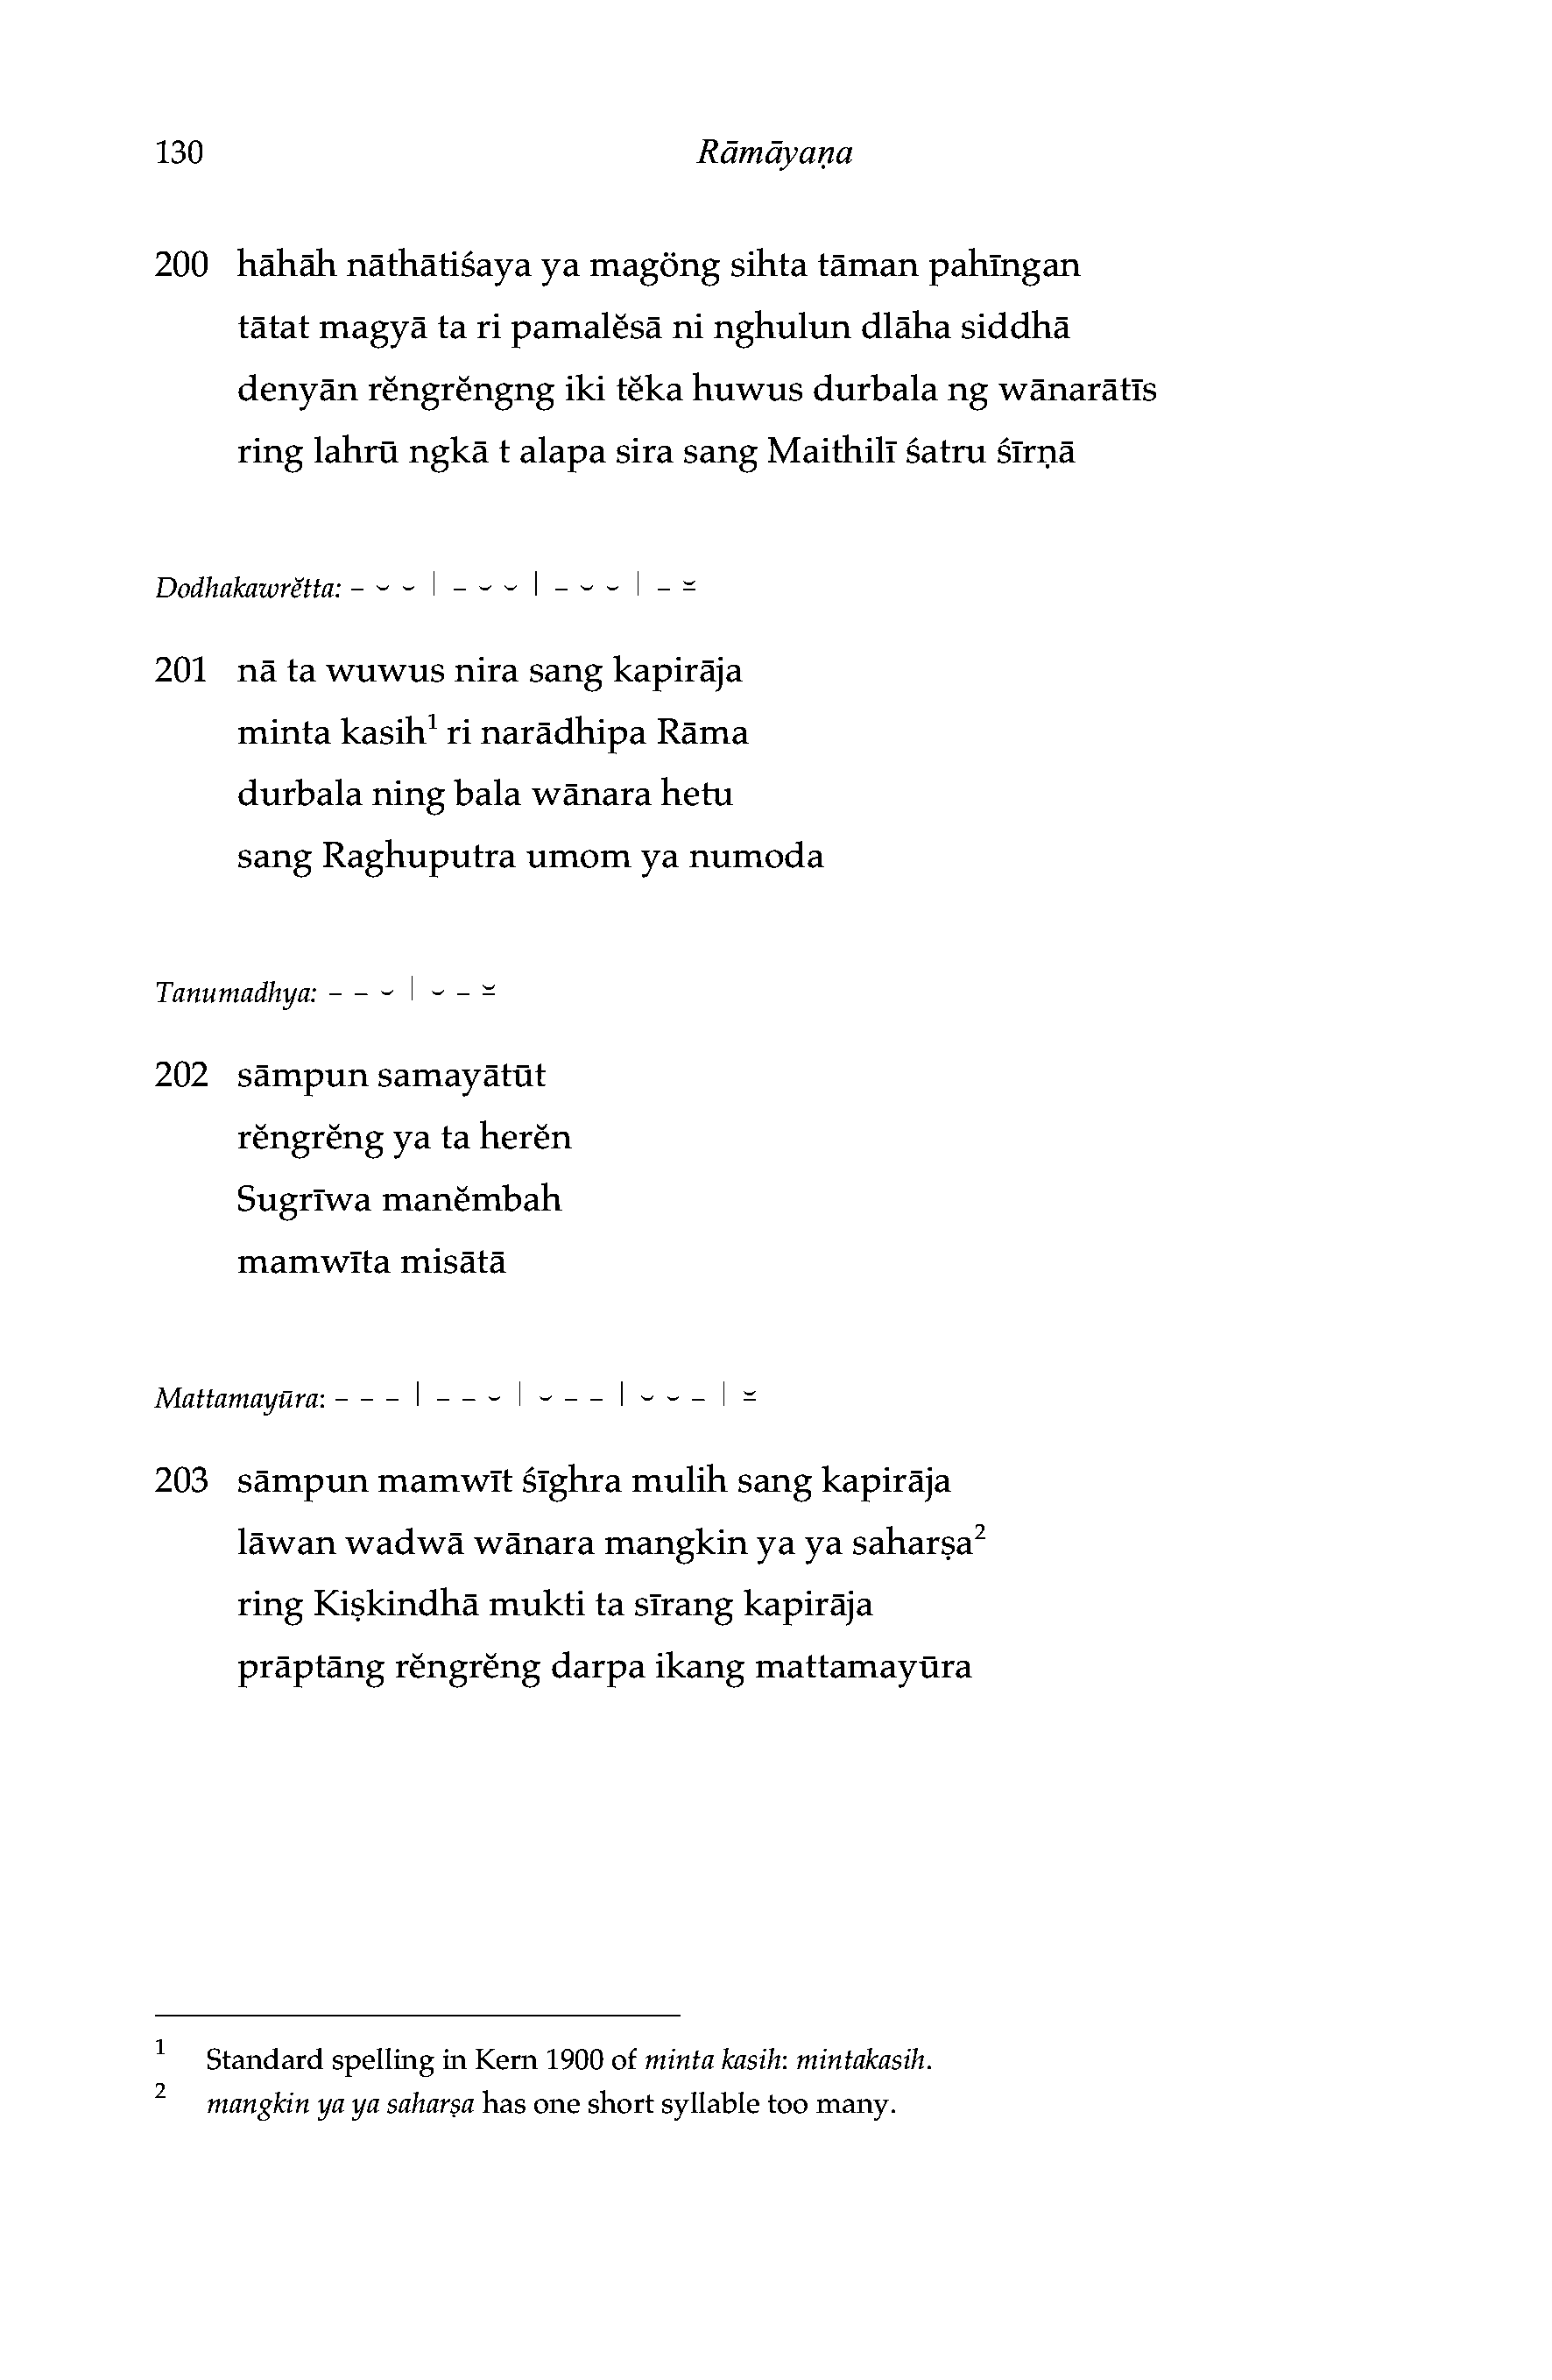 130 Rāmāyaṇa
200 hāhāh nāthātiśaya ya magöng sihta tāman pahīngan
tātat magyā ta ri pamalĕsā ni nghulun dlāha siddhā
denyān rĕngrĕngng iki tĕka huwus durbala ng wānarātīs
ring lahrū ngkā t alapa sira sang Maithilī śatru śīrṇā
Dodhakawrĕtta: – ⏑ ⏑ | – ⏑ ⏑ | – ⏑ ⏑ | – ⏓
201 nā ta wuwus nira sang kapirāja
minta kasih¹ ri narādhipa Rāma
durbala ning bala wānara hetu
sang Raghuputra umom ya numoda
Tanumadhya: – – ⏑ | ⏑ – ⏓
202 sāmpun samayātūt
rĕngrĕng ya ta herĕn
Sugrīwa manĕmbah
mamwīta misātā
Mattamayūra: – – – | – – ⏑ | ⏑ – – | ⏑ ⏑ – | ⏓
203 sāmpun mamwīt śīghra mulih sang kapirāja
lāwan wadwā wānara mangkin ya ya saharṣa²
ring Kiṣkindhā mukti ta sīrang kapirāja
prāptāng rĕngrĕng darpa ikang mattamayūra
¹ Standard spelling in Kern 1900 of minta kasih: mintakasih.
² mangkin ya ya saharṣa has one short syllable too many.